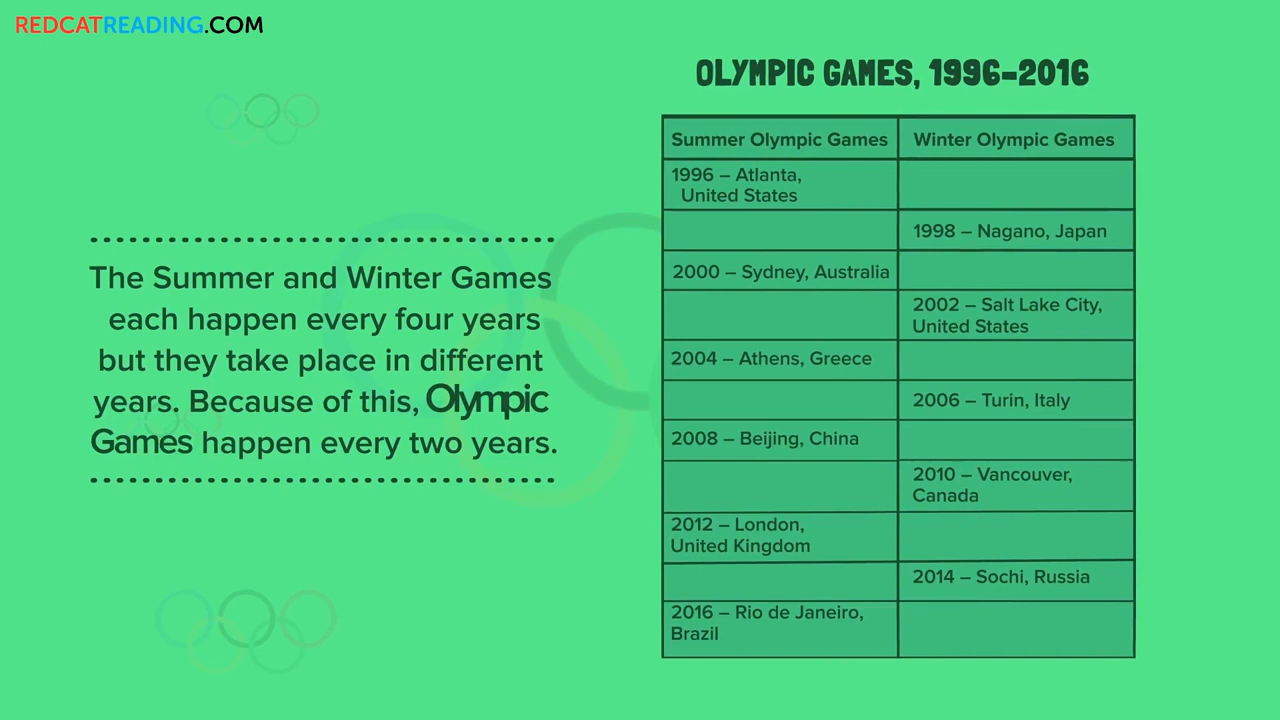 REDCATREADING.COM
OLYMPIC GAMES, 1996–2016
The Summer and Winter Games
each happen every four years
but they take place in different
years. Because of this, Olympic
Games happen every two years.
Summer Olympic Games
Winter Olympic Games
1996 – Atlanta,
United States
1998 – Nagano, Japan
2000 – Sydney, Australia
2002 – Salt Lake City,
United States
2004 – Athens, Greece
2006 – Turin, Italy
2008 – Beijing, China
2010 – Vancouver,
Canada
2012 – London,
United Kingdom
2014 – Sochi, Russia
2016 – Rio de Janeiro,
Brazil